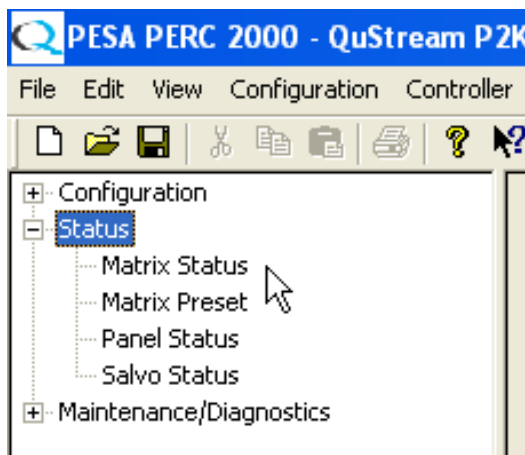 PESA PERC 2000 - QuStream P2K
File Edit View Configuration Controller
Configuration
Status
Matrix Status
Matrix Preset
Panel Status
Salvo Status
Maintenance/Diagnostics